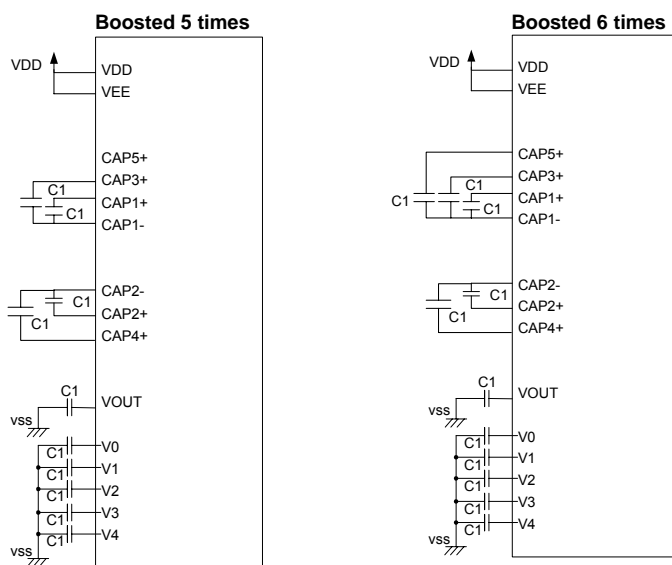 Boosted 5 times
VDD
VDD
VEE
CAP5+
CAP3+
C1
CAP1+
C1
CAP1-
CAP2-
C1
CAP2+
C1
CAP4+
C1
VOUT
vss
V0
C1
V1
C1
V2
C1
V3
C1
V4
C1
vss
Boosted 6 times
VDD
VDD
VEE
CAP5+
CAP3+
C1
CAP1+
C1
C1
CAP1-
CAP2-
C1
CAP2+
C1
CAP4+
C1
VOUT
vss
V0
C1
V1
C1
V2
C1
V3
C1
V4
C1
vss